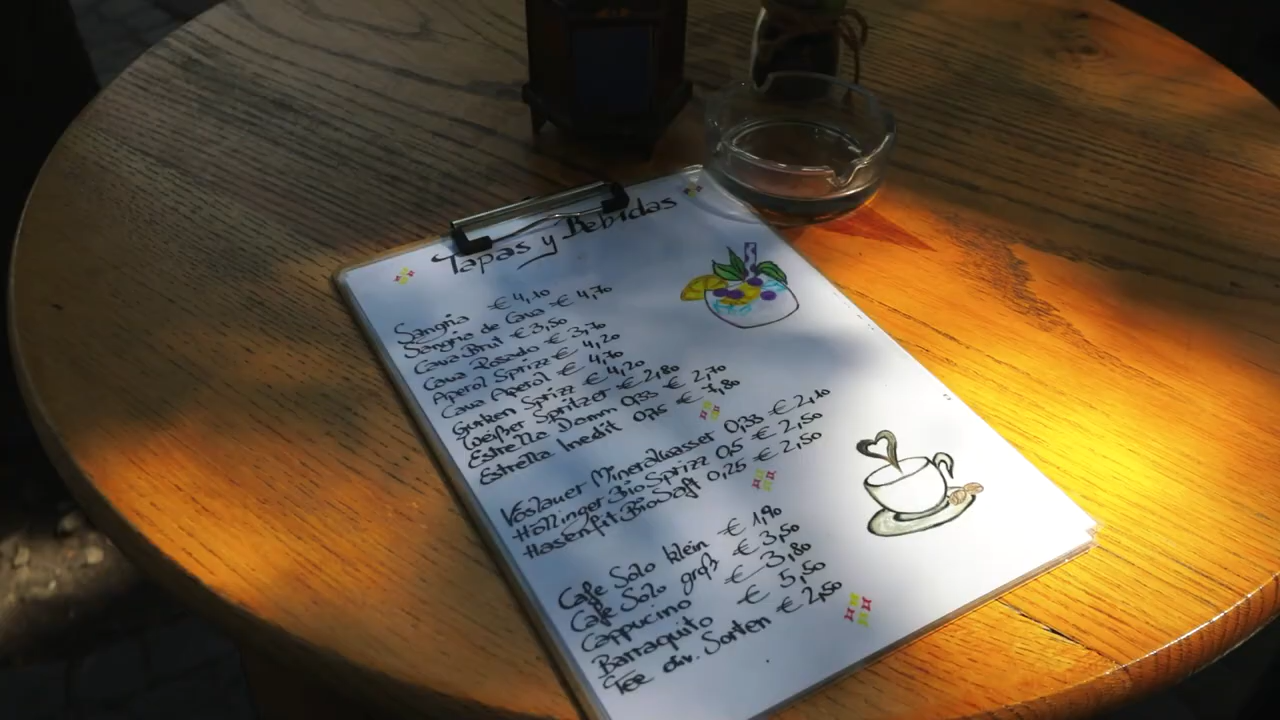 Tapas y Bebidas
Sangria € 4,10
Sangria de Cava € 4,70
Cava Brut € 3,50
Cava Rosado € 3,70
Aperol Sprizz € 4,20
Cava Aperol € 4,70
Gurken Sprizz € 4,20
Weißer Spritzer € 2,80
Estrella Damm 0,33 € 2,70
Estrella Inedit 0,75 € 7,80
Vöslauer Mineralwasser 0,33 € 2,10
Höllinger Bio Sprizz 0,5 € 2,50
Hasenfit Bio Saft 0,25 € 2,50
Cafe Solo klein € 1,90
Cafe Solo groß € 3,50
Cappucino € 3,80
Barraquito € 5,50
Tee div. Sorten € 2,50